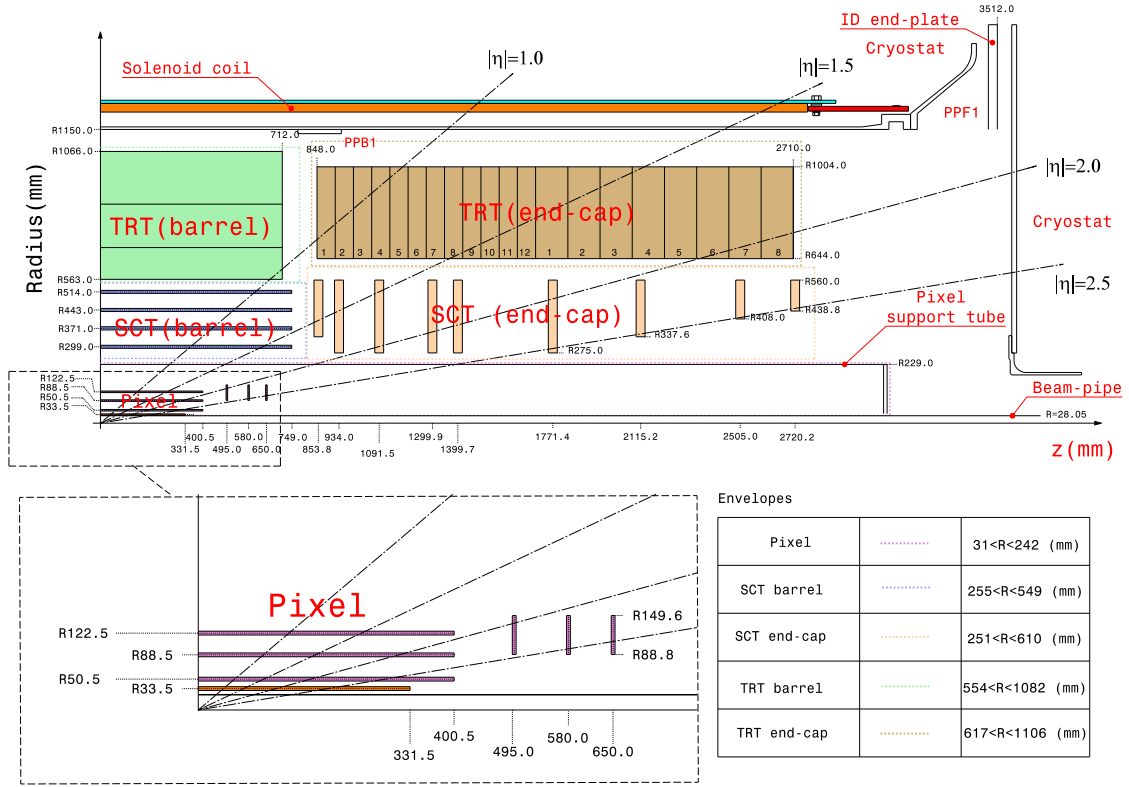 3512.0
ID end-plate
Cryostat
|η|=1.0
|η|=1.5
Solenoid coil
PPF1
R1150.0
712.0
PPB1
R1066.0
848.0
2710.0
R1004.0
|η|=2.0
Radius(mm)
TRT(barrel)
TRT(end-cap)
Cryostat
1 2 3 4 5 6 7 8 9 10 11 12 1 2 3 4 5 6 7 8
R644.0
R563.0
R560.0
|η|=2.5
R514.0
R443.0
SCT(barrel)
SCT (end-cap)
R438.8
R408.0
Pixel
support tube
R371.0
R337.6
R299.0
R275.0
R229.0
R122.5
R88.5
R50.5
R33.5
Pixel
Beam-pipe
R=28.05
400.5
580.0
749.0
934.0
1299.9
1771.4
2115.2
2505.0
2720.2
331.5
495.0
650.0
853.8
1091.5
1399.7
z(mm)
Envelopes
Pixel 31<R<242 (mm)
SCT barrel 255<R<549 (mm)
SCT end-cap 251<R<610 (mm)
TRT barrel 554<R<1082 (mm)
TRT end-cap 617<R<1106 (mm)
Pixel
R122.5
R149.6
R88.5
R88.8
R50.5
R33.5
400.5
331.5
495.0
580.0
650.0